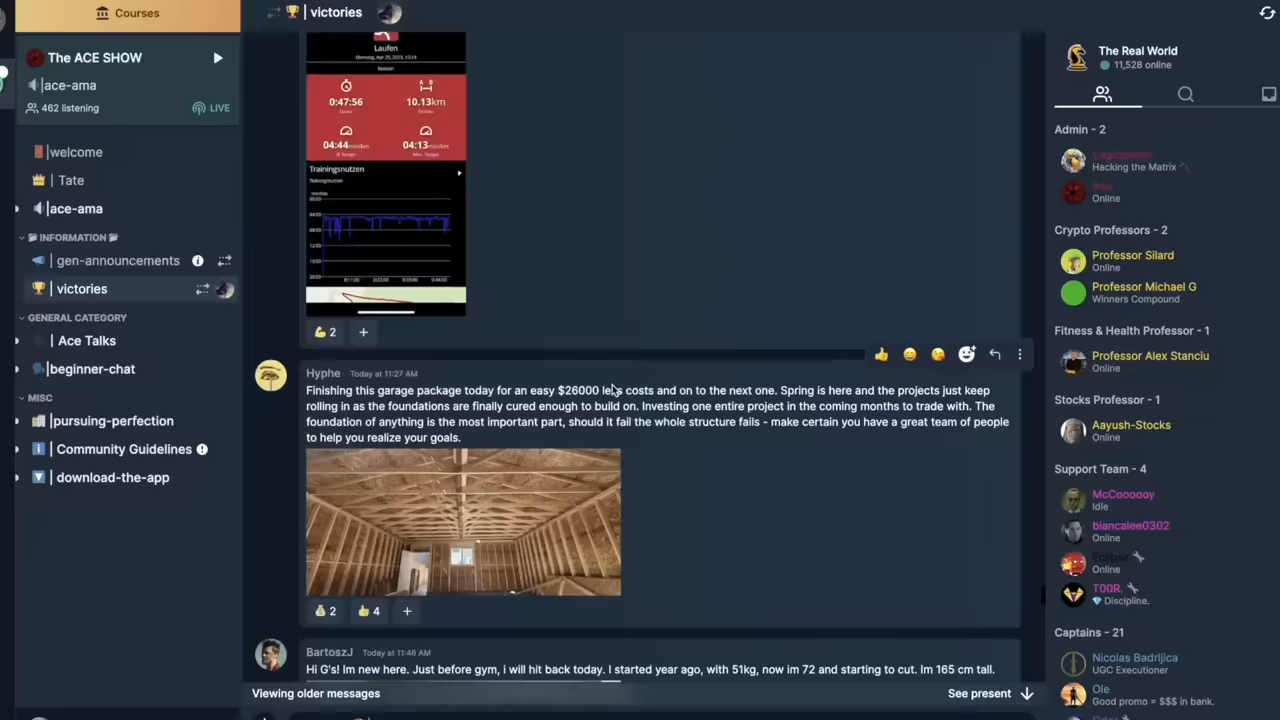 Courses
The ACE SHOW
|ace-ama
462 listening
LIVE
|welcome
| Tate
|ace-ama
INFORMATION
| gen-announcements
| victories
GENERAL CATEGORY
| Ace Talks
|beginner-chat
MISC
|pursuing-perfection
| Community Guidelines
| download-the-app
| victories
Laufen
0:47:56
10.13km
04:44 min/km
04:13 min/km
Trainingsnutzen
2
Hyphe Today at 11:27 AM
Finishing this garage package today for an easy $26000 less costs and on to the next one. Spring is here and the projects just keep
rolling in as the foundations are finally cured enough to build on. Investing one entire project in the coming months to trade with. The
foundation of anything is the most important part, should it fail the whole structure fails - make certain you have a great team of people
to help you realize your goals.
2
4
BartoszJ Today at 11:46 AM
Hi G's! Im new here. Just before gym, i will hit back today. I started year ago, with 51kg, now im 72 and starting to cut. Im 165 cm tall.
Viewing older messages
See present
The Real World
11,528 online
Admin - 2
Hacking the Matrix
Online
Crypto Professors - 2
Professor Silard
Online
Professor Michael G
Winners Compound
Fitness & Health Professor - 1
Professor Alex Stanciu
Online
Stocks Professor - 1
Aayush-Stocks
Online
Support Team - 4
McCoooooy
Idle
biancalee0302
Online
Eclipse
Online
T00R.
Discipline.
Captains - 21
Nicolas Badrljica
UGC Executioner
Ole
Good promo = $$$ in bank.